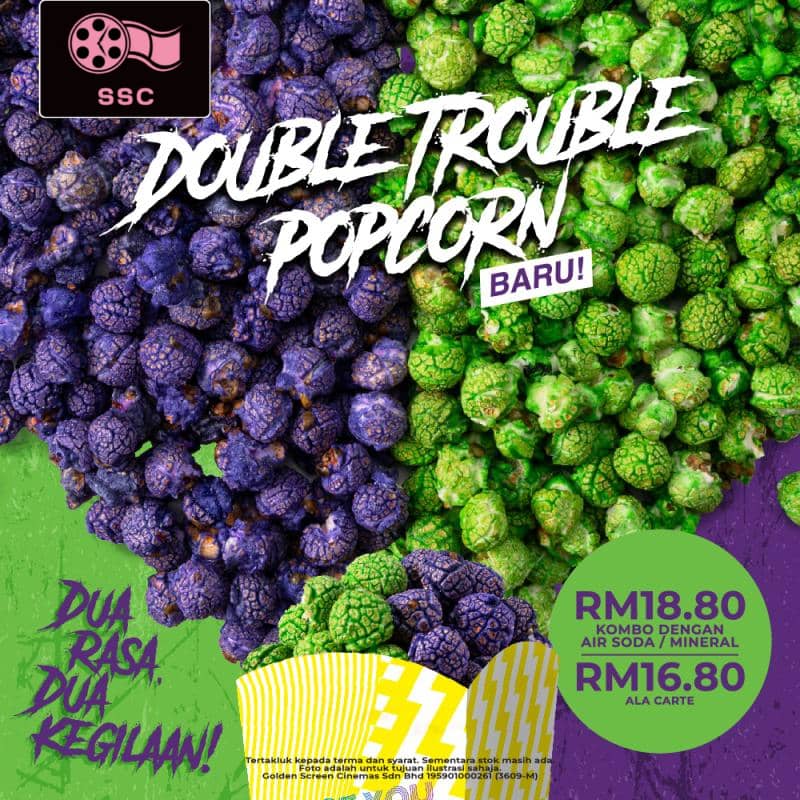 SSC
DOUBLE TROUBLE
POPCORN
BARU!
DUA
RASA,
DUA
KEGILAAN!
RM18.80
KOMBO DENGAN
AIR SODA / MINERAL
RM16.80
ALA CARTE
Tertakluk kepada terma dan syarat. Sementara stok masih ada.
Foto adalah untuk tujuan ilustrasi sahaja.
Golden Screen Cinemas Sdn Bhd 195901000261 (3609-M)
YOU